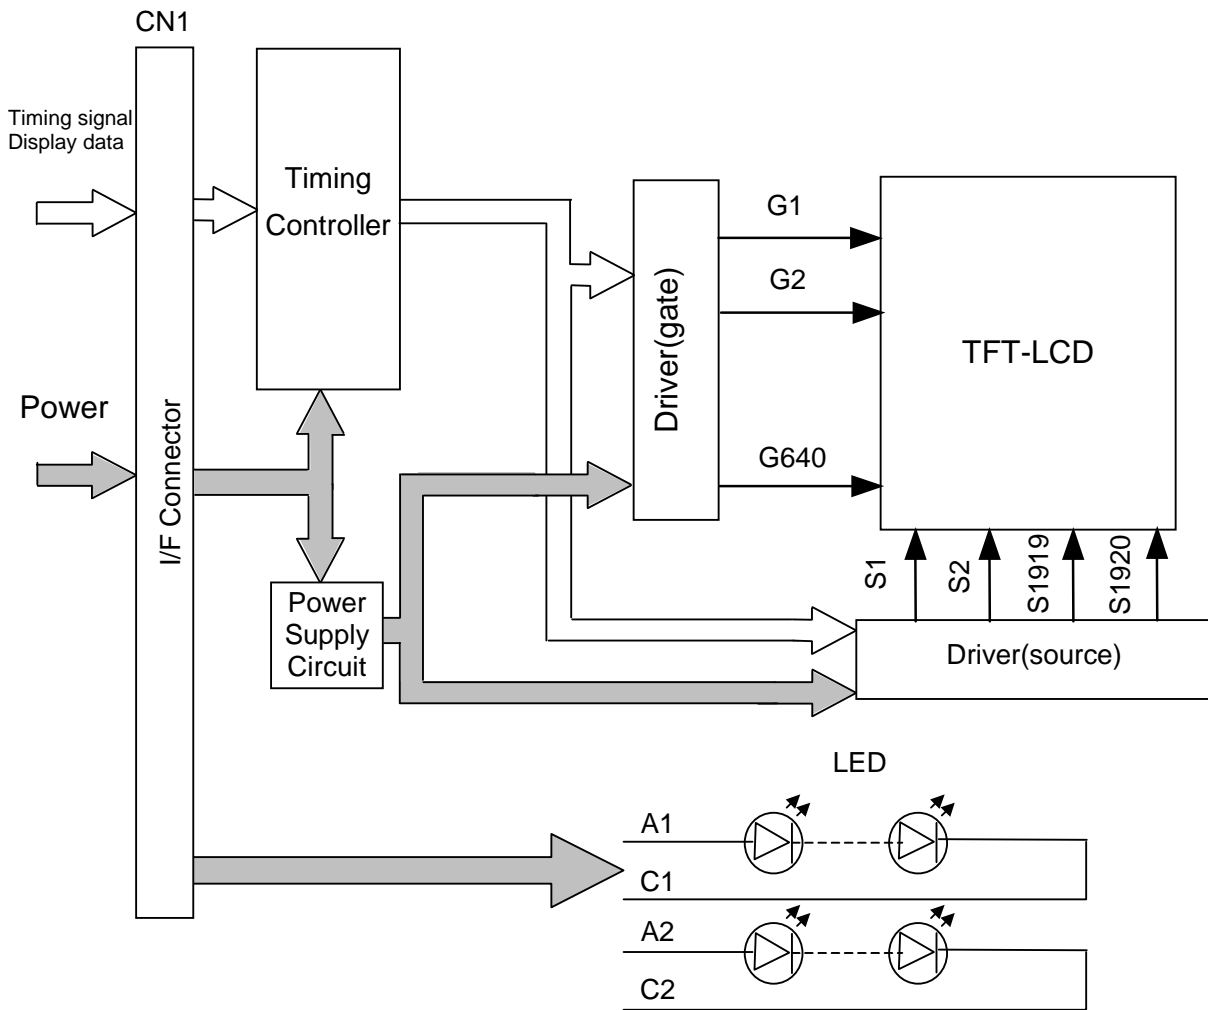 CN1
Timing signal
Display data
Timing
Controller
Power
I/F Connector
Driver(gate)
G1
G2
G640
TFT-LCD
S1
S2
S1919
S1920
Power
Supply
Circuit
Driver(source)
LED
A1
C1
A2
C2